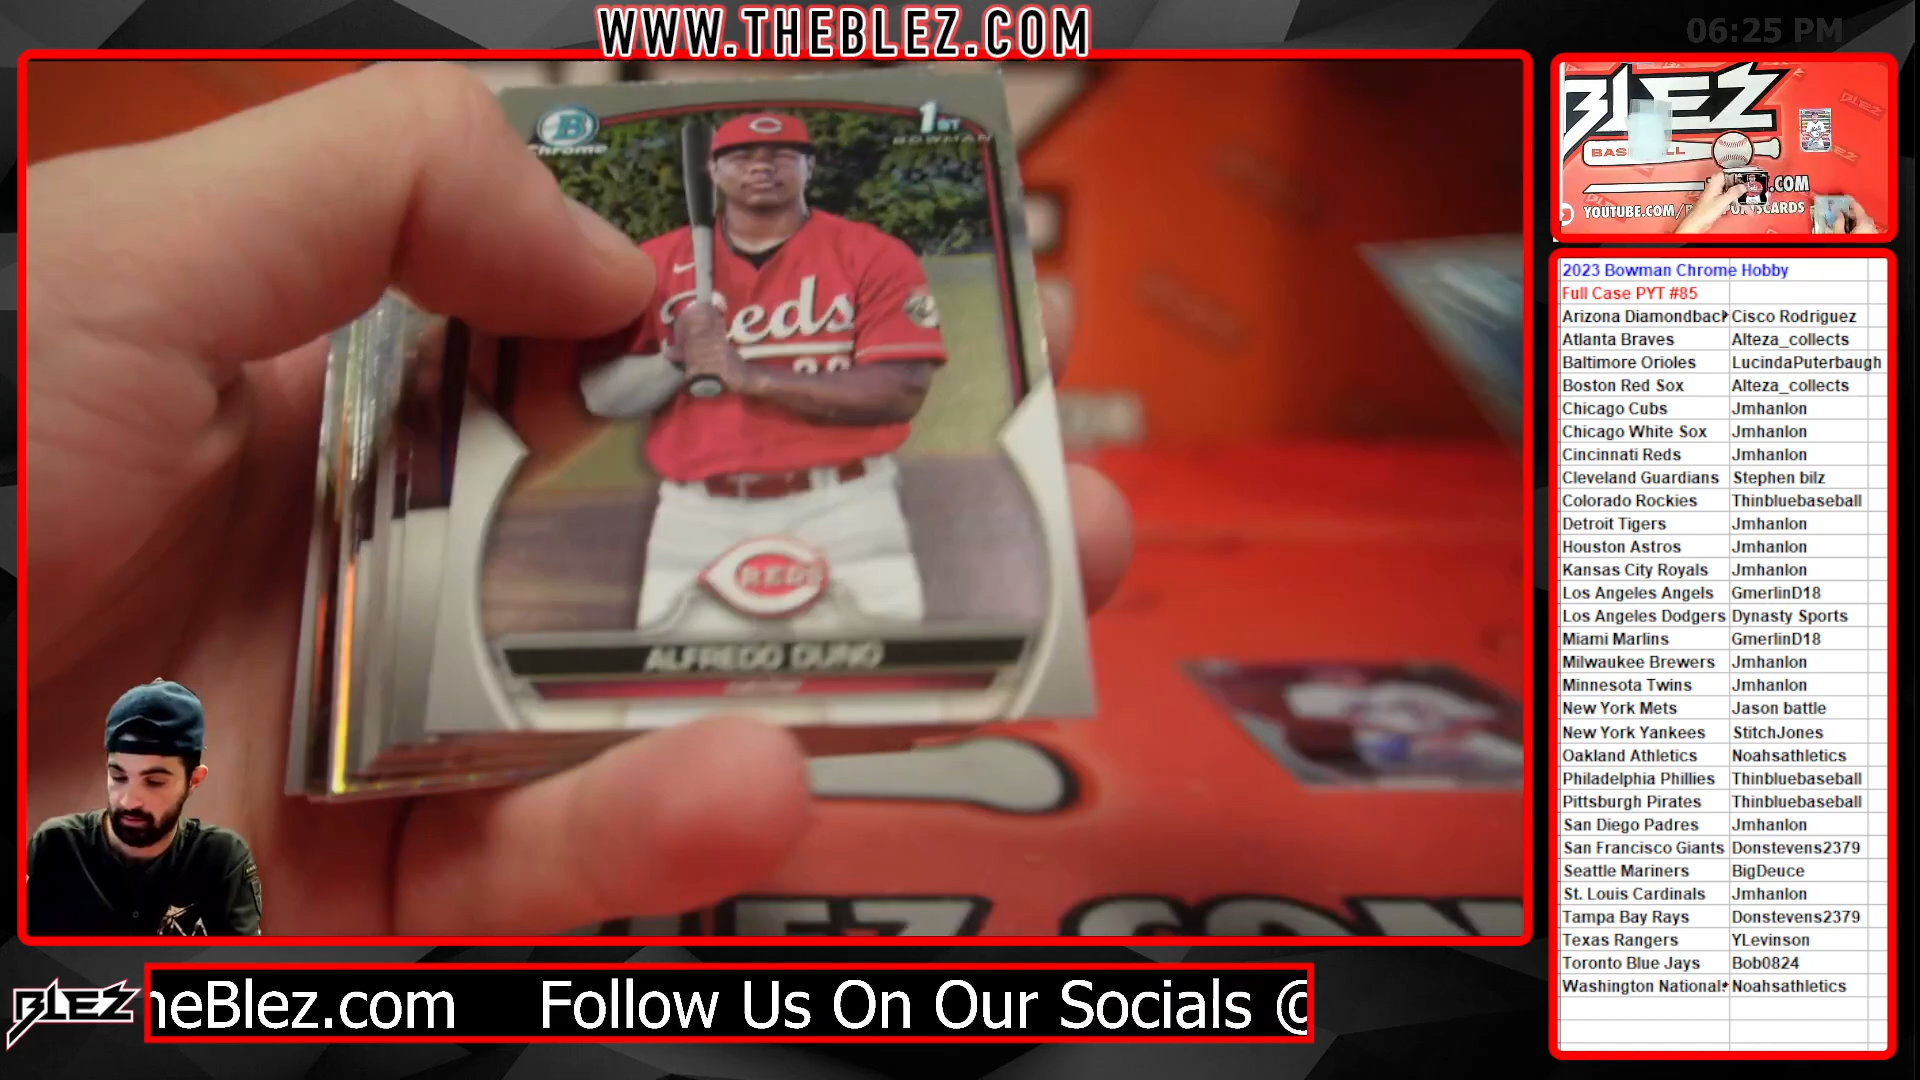 WWW.THEBLEZ.COM
06:25 PM
B
Chrome
1ST
BOWMAN
Reds
REDS
ALFREDO DUNO
BLEZ
BASEBALL
.COM
YOUTUBE.COM/
2023 Bowman Chrome Hobby
Full Case PYT #85
Arizona Diamondbac Cisco Rodriguez
Atlanta Braves Alteza_collects
Baltimore Orioles LucindaPuterbaugh
Boston Red Sox Alteza_collects
Chicago Cubs Jmhanlon
Chicago White Sox Jmhanlon
Cincinnati Reds Jmhanlon
Cleveland Guardians Stephen bilz
Colorado Rockies Thinbluebaseball
Detroit Tigers Jmhanlon
Houston Astros Jmhanlon
Kansas City Royals Jmhanlon
Los Angeles Angels GmerlinD18
Los Angeles Dodgers Dynasty Sports
Miami Marlins GmerlinD18
Milwaukee Brewers Jmhanlon
Minnesota Twins Jmhanlon
New York Mets Jason battle
New York Yankees StitchJones
Oakland Athletics Noahsathletics
Philadelphia Phillies Thinbluebaseball
Pittsburgh Pirates Thinbluebaseball
San Diego Padres Jmhanlon
San Francisco Giants Donstevens2379
Seattle Mariners BigDeuce
St. Louis Cardinals Jmhanlon
Tampa Bay Rays Donstevens2379
Texas Rangers YLevinson
Toronto Blue Jays Bob0824
Washington National Noahsathletics
BLEZ
heBlez.com Follow Us On Our Socials @